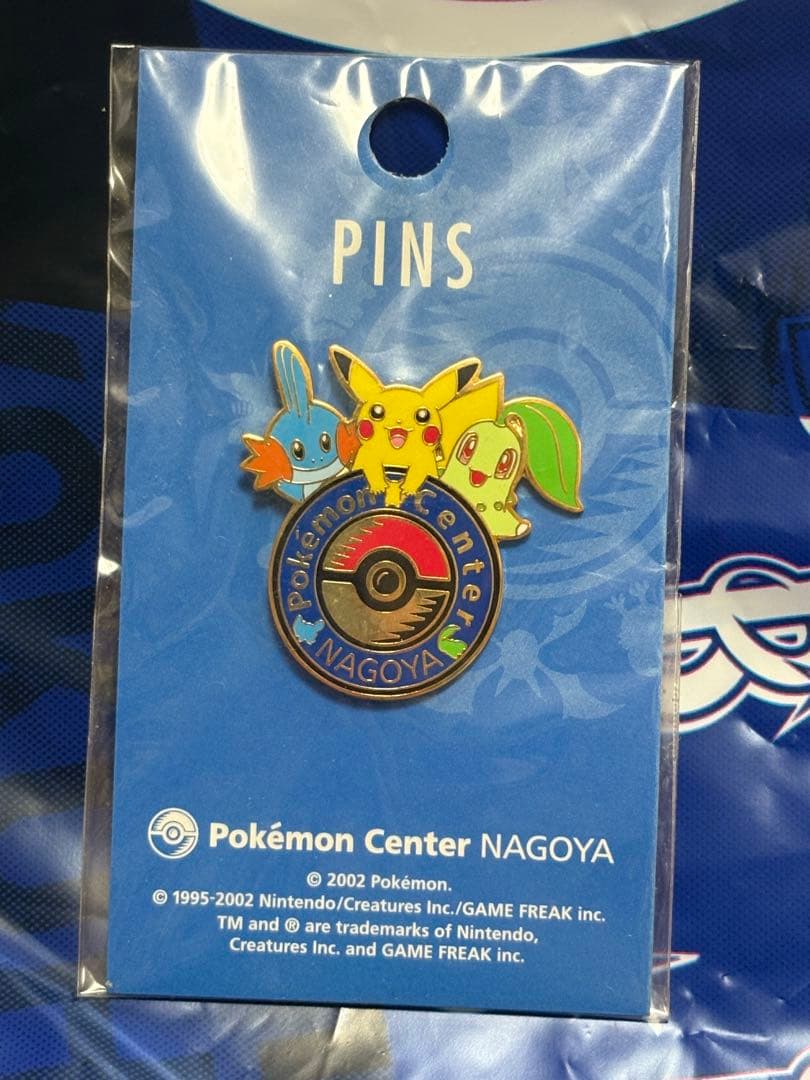 PINS
Pokémon Center
NAGOYA
Pokémon Center NAGOYA
© 2002 Pokémon.
© 1995-2002 Nintendo/Creatures Inc./GAME FREAK inc.
TM and ® are trademarks of Nintendo,
Creatures Inc. and GAME FREAK inc.